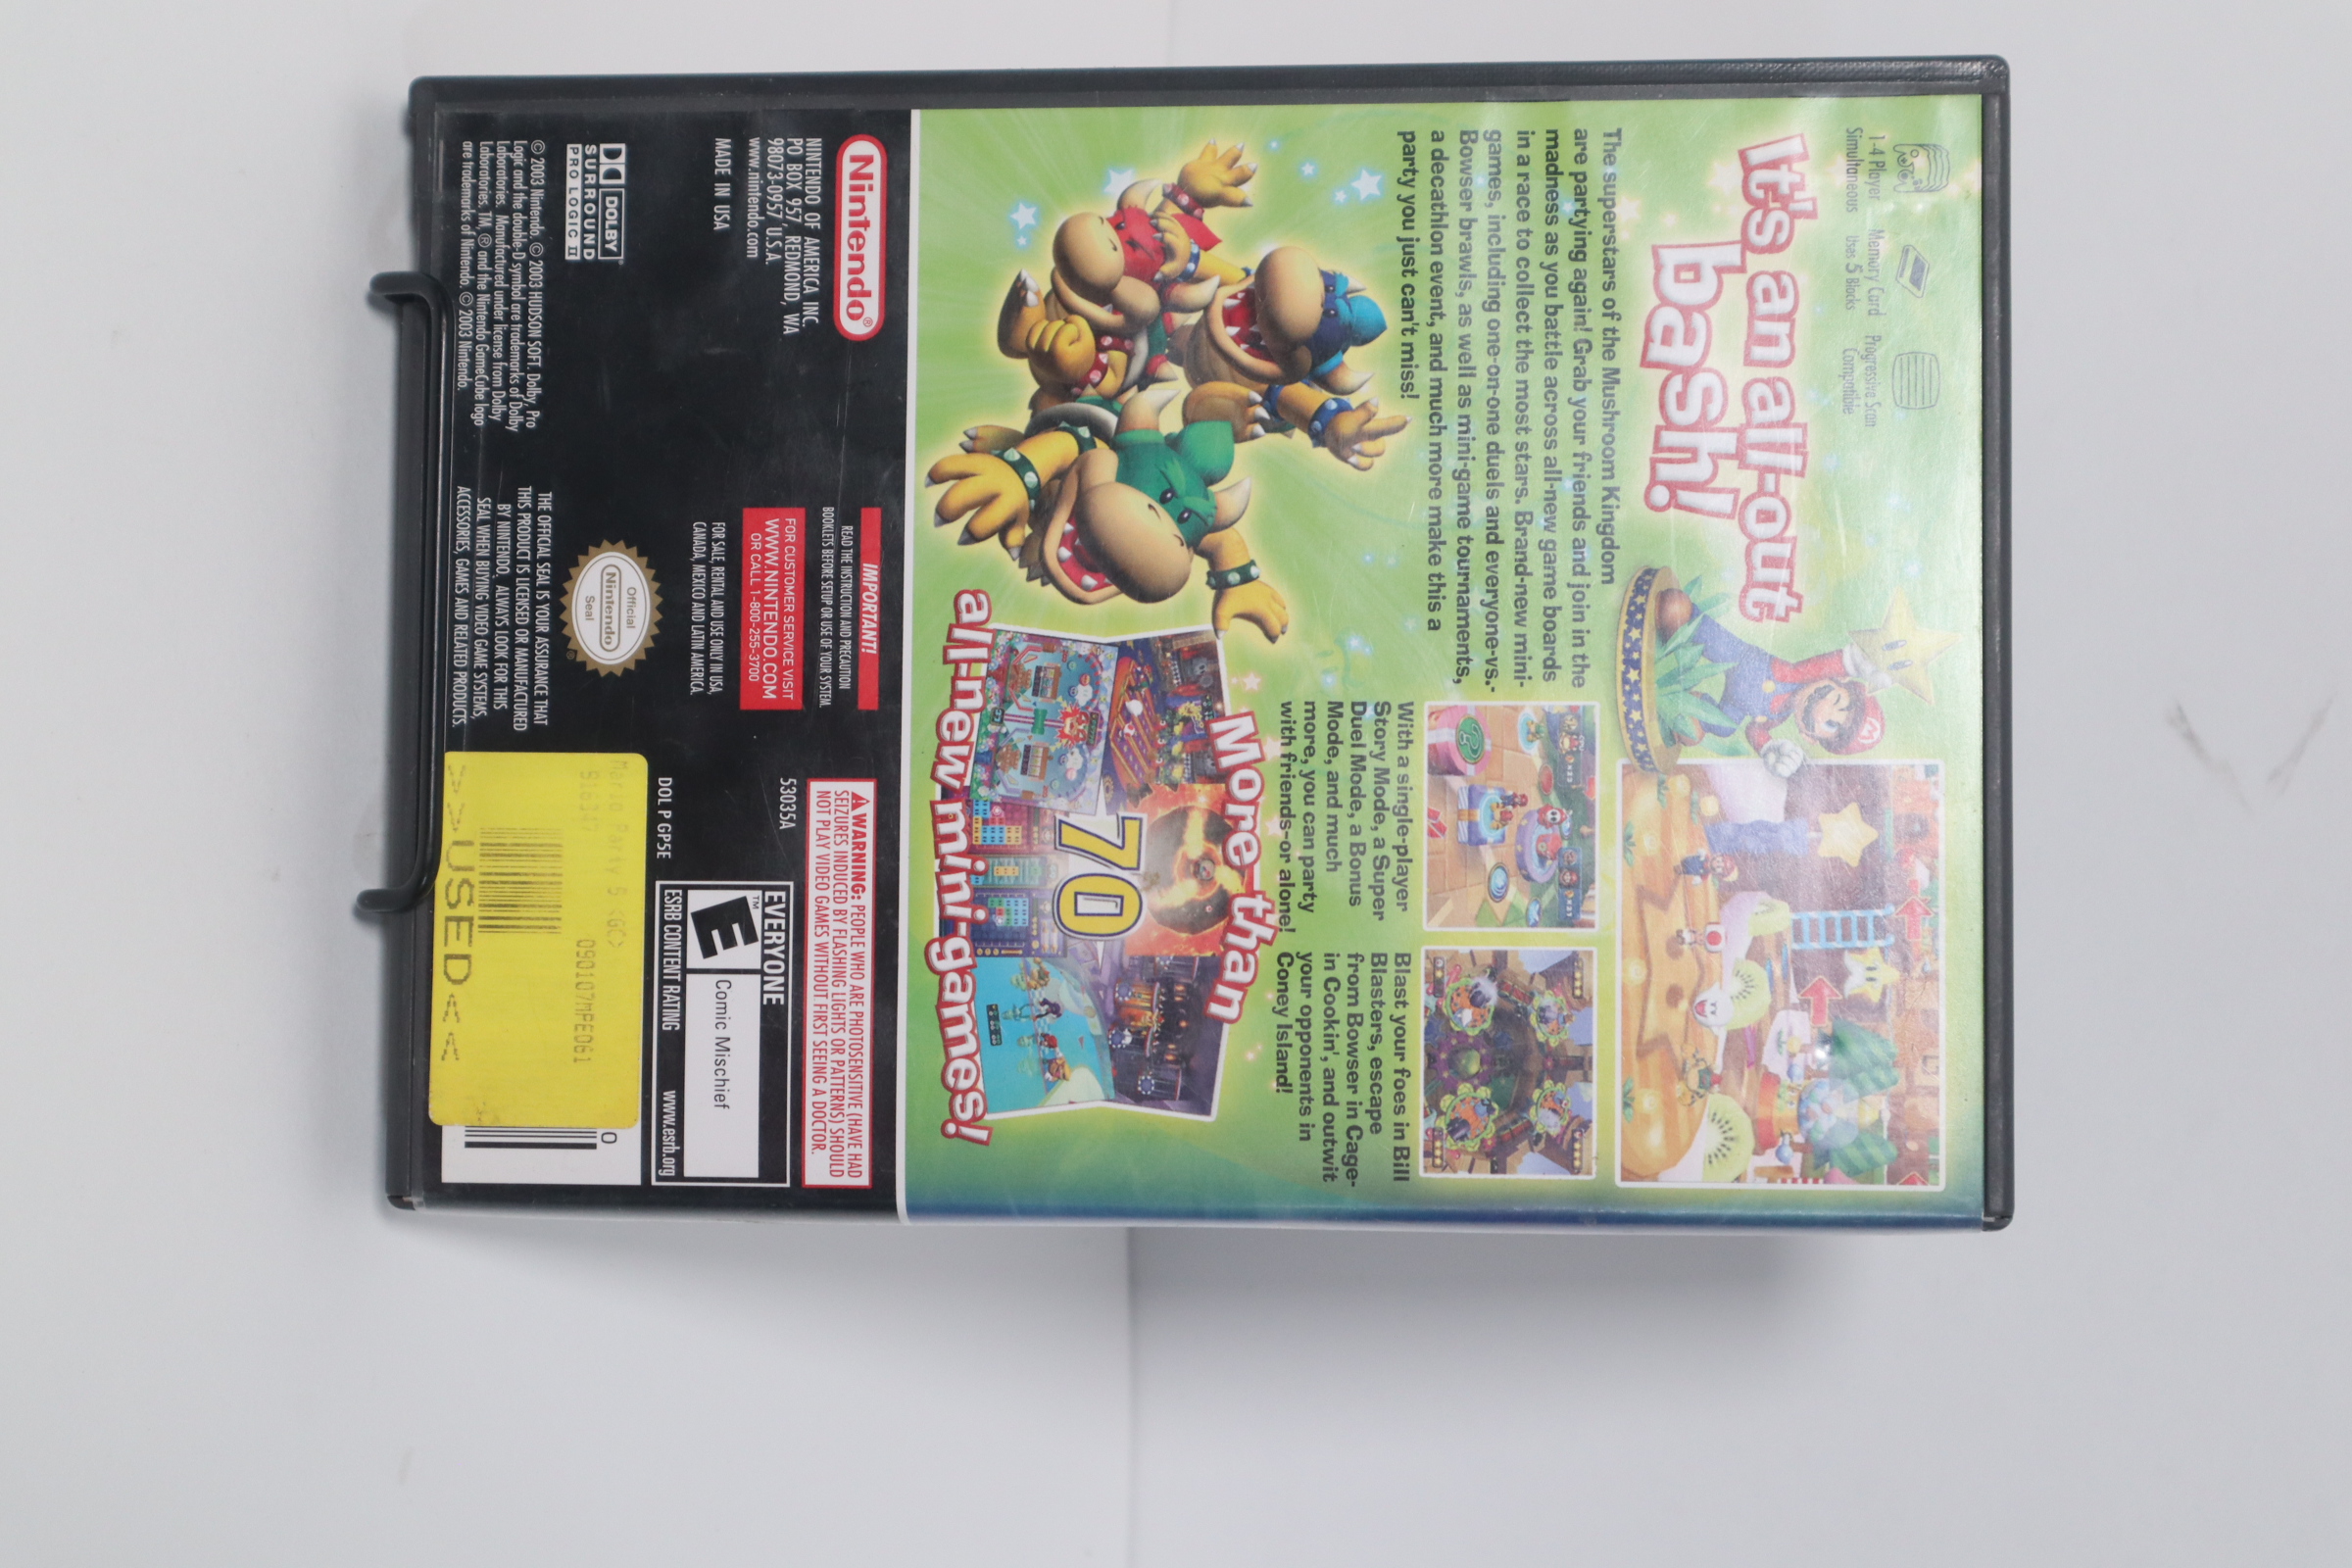 1-4 Player
Simultaneous
Memory Card
Uses 5 Blocks
Progressive Scan
Compatible
It's an all-out
bash!
The superstars of the Mushroom Kingdom
are partying again! Grab your friends and join in the
madness as you battle across all-new game boards
in a race to collect the most stars. Brand-new mini-
games, including one-on-one duels and everyone-vs.-
Bowser brawls, as well as mini-game tournaments,
a decathlon event, and much more make this a
party you just can't miss!
With a single-player
Story Mode, a Super
Duel Mode, a Bonus
Mode, and much
more, you can party
with friends-or alone!
Blast your foes in Bill
Blasters, escape
from Bowser in Cage-
in Cookin', and outwit
your opponents in
Coney Island!
More than
70
all-new mini-games!
Nintendo®
NINTENDO OF AMERICA INC.
PO BOX 957, REDMOND, WA
98073-0957 U.S.A.
www.nintendo.com
MADE IN USA
DOLBY
SURROUND
PRO LOGIC II
© 2003 Nintendo. © 2003 HUDSON SOFT. Dolby, Pro
Logic and the double-D symbol are trademarks of Dolby
Laboratories. Manufactured under license from Dolby
Laboratories. TM, ® and the Nintendo GameCube logo
are trademarks of Nintendo. © 2003 Nintendo.
IMPORTANT!
READ THE INSTRUCTION AND PRECAUTION
BOOKLETS BEFORE SETUP OR USE OF YOUR SYSTEM.
FOR CUSTOMER SERVICE VISIT
WWW.NINTENDO.COM
OR CALL 1-800-255-3700
FOR SALE, RENTAL AND USE ONLY IN USA,
CANADA, MEXICO AND LATIN AMERICA.
Official
Nintendo
Seal
®
THE OFFICIAL SEAL IS YOUR ASSURANCE THAT
THIS PRODUCT IS LICENSED OR MANUFACTURED
BY NINTENDO. ALWAYS LOOK FOR THIS
SEAL WHEN BUYING VIDEO GAME SYSTEMS,
ACCESSORIES, GAMES AND RELATED PRODUCTS.
WARNING: PEOPLE WHO ARE PHOTOSENSITIVE (HAVE HAD
SEIZURES INDUCED BY FLASHING LIGHTS OR PATTERNS) SHOULD
NOT PLAY VIDEO GAMES WITHOUT FIRST SEEING A DOCTOR.
53035A
EVERYONE
E™
Comic Mischief
ESRB CONTENT RATING www.esrb.org
DOL P GP5E
Mario Party 5 <GC>
916347
090107MPE061
>>USED<<
0